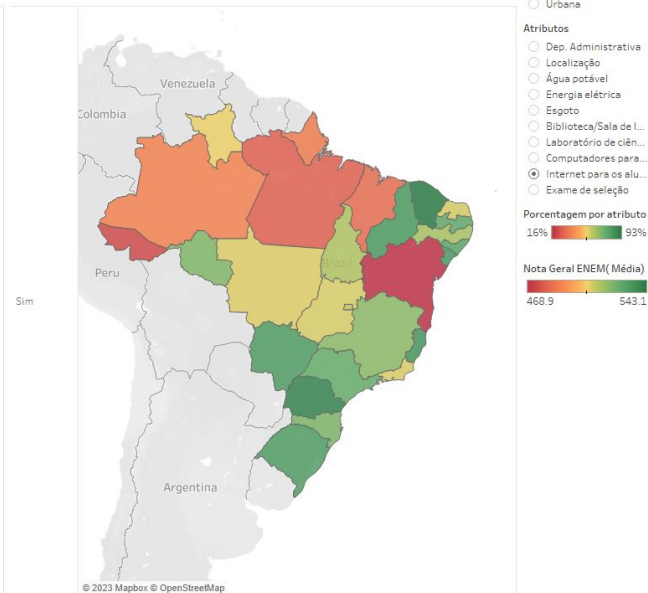 Urbana
Atributos
Dep. Administrativa
Localização
Água potável
Energia elétrica
Esgoto
Biblioteca/Sala de l...
Laboratório de ciên...
Computadores para...
Internet para os alu...
Exame de seleção
Porcentagem por atributo
16% 93%
Nota Geral ENEM( Média)
468.9 543.1
Venezuela
Colombia
Brazil
Peru
Sim
Argentina
© 2023 Mapbox © OpenStreetMap